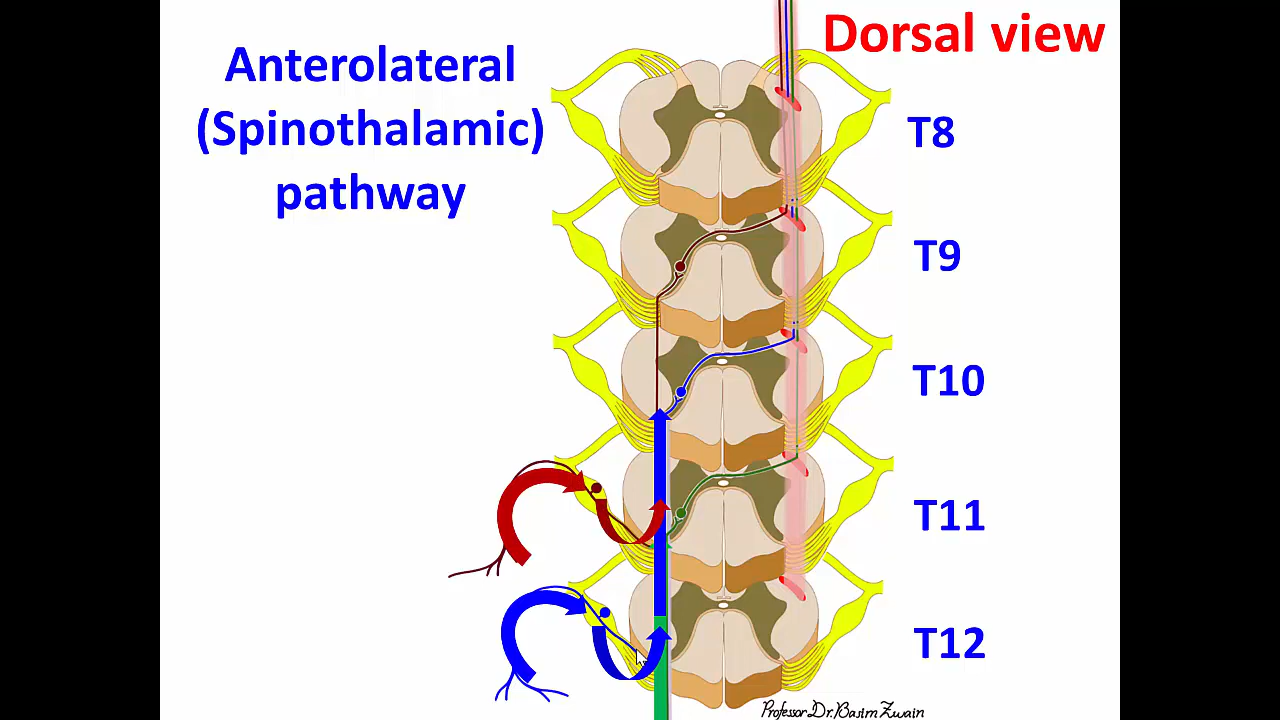 Anterolateral
(Spinothalamic)
pathway
Dorsal view
T8
T9
T10
T11
T12
Professor Dr. Basim Zwain